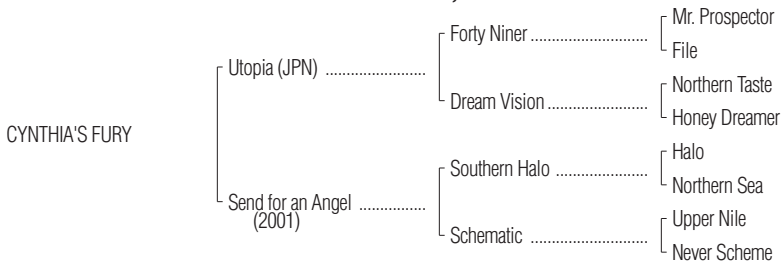 Mr. Prospector
Forty Niner ..............................
File
Utopia (JPN) .........................
Northern Taste
Dream Vision .........................
Honey Dreamer
CYNTHIA'S FURY
Halo
Southern Halo .......................
Northern Sea
Send for an Angel ................
(2001)
Upper Nile
Schematic .............................
Never Scheme